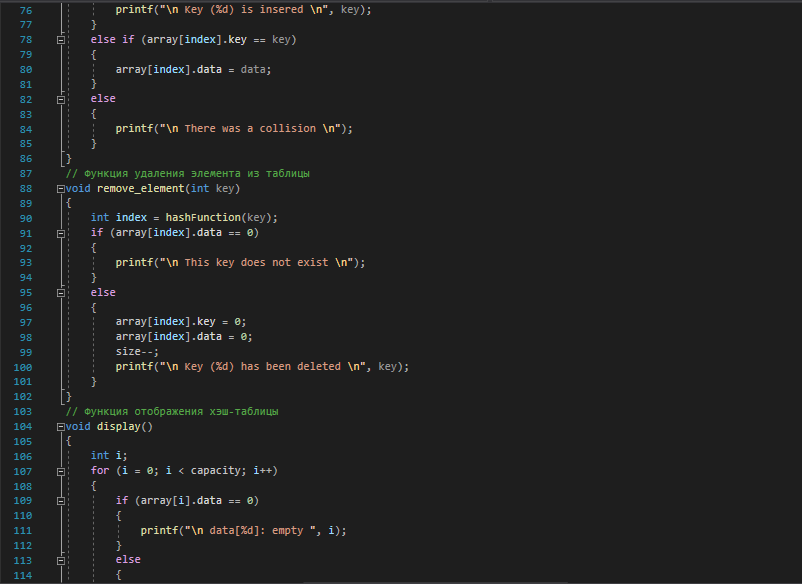 76 printf("\n Key (%d) is insered \n", key);
77 }
78 else if (array[index].key == key)
79 {
80 array[index].data = data;
81 }
82 else
83 {
84 printf("\n There was a collision \n");
85 }
86 }
87 // Функция удаления элемента из таблицы
88 void remove_element(int key)
89 {
90 int index = hashFunction(key);
91 if (array[index].data == 0)
92 {
93 printf("\n This key does not exist \n");
94 }
95 else
96 {
97 array[index].key = 0;
98 array[index].data = 0;
99 size--;
100 printf("\n Key (%d) has been deleted \n", key);
101 }
102 }
103 // Функция отображения хэш-таблицы
104 void display()
105 {
106 int i;
107 for (i = 0; i < capacity; i++)
108 {
109 if (array[i].data == 0)
110 {
111 printf("\n data[%d]: empty ", i);
112 }
113 else
114 {